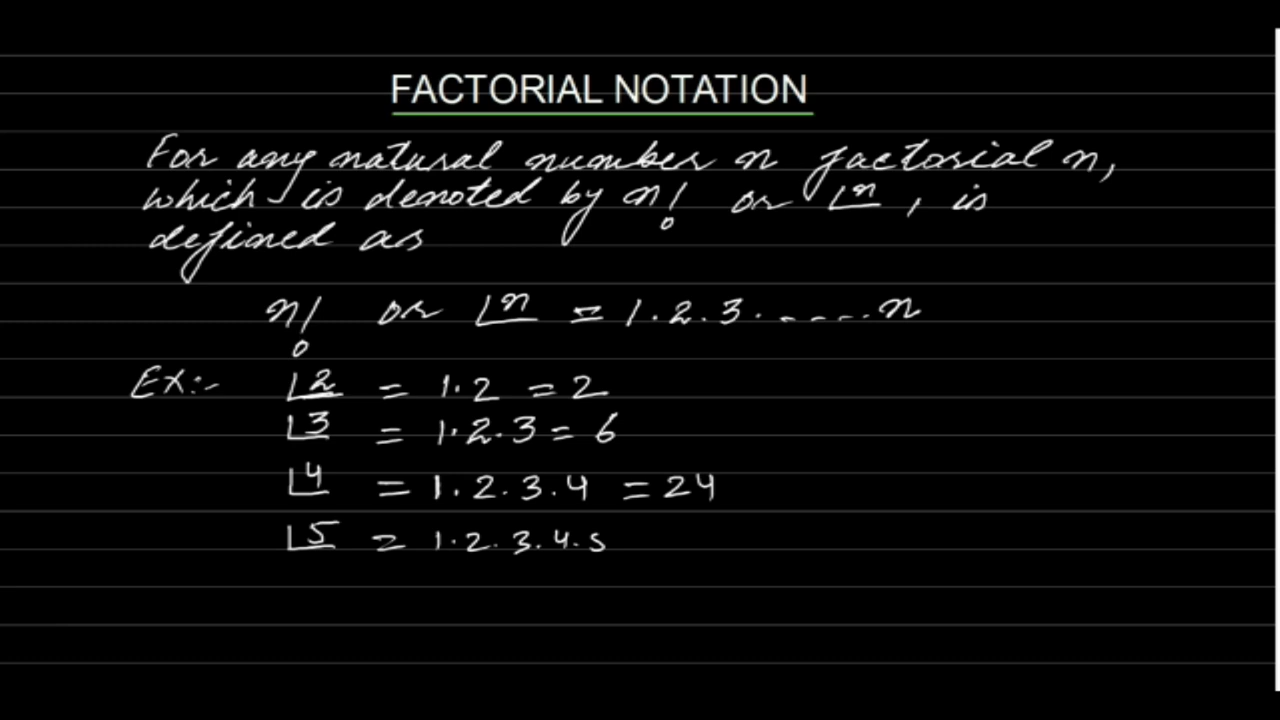 FACTORIAL NOTATION
For any natural number n factorial n,
which is denoted by n! or ⌊n, is
defined as
n! or ⌊n = 1.2.3.-----.n
Ex:- ⌊2 = 1.2 = 2
⌊3 = 1.2.3 = 6
⌊4 = 1.2.3.4 = 24
⌊5 = 1.2.3.4.5